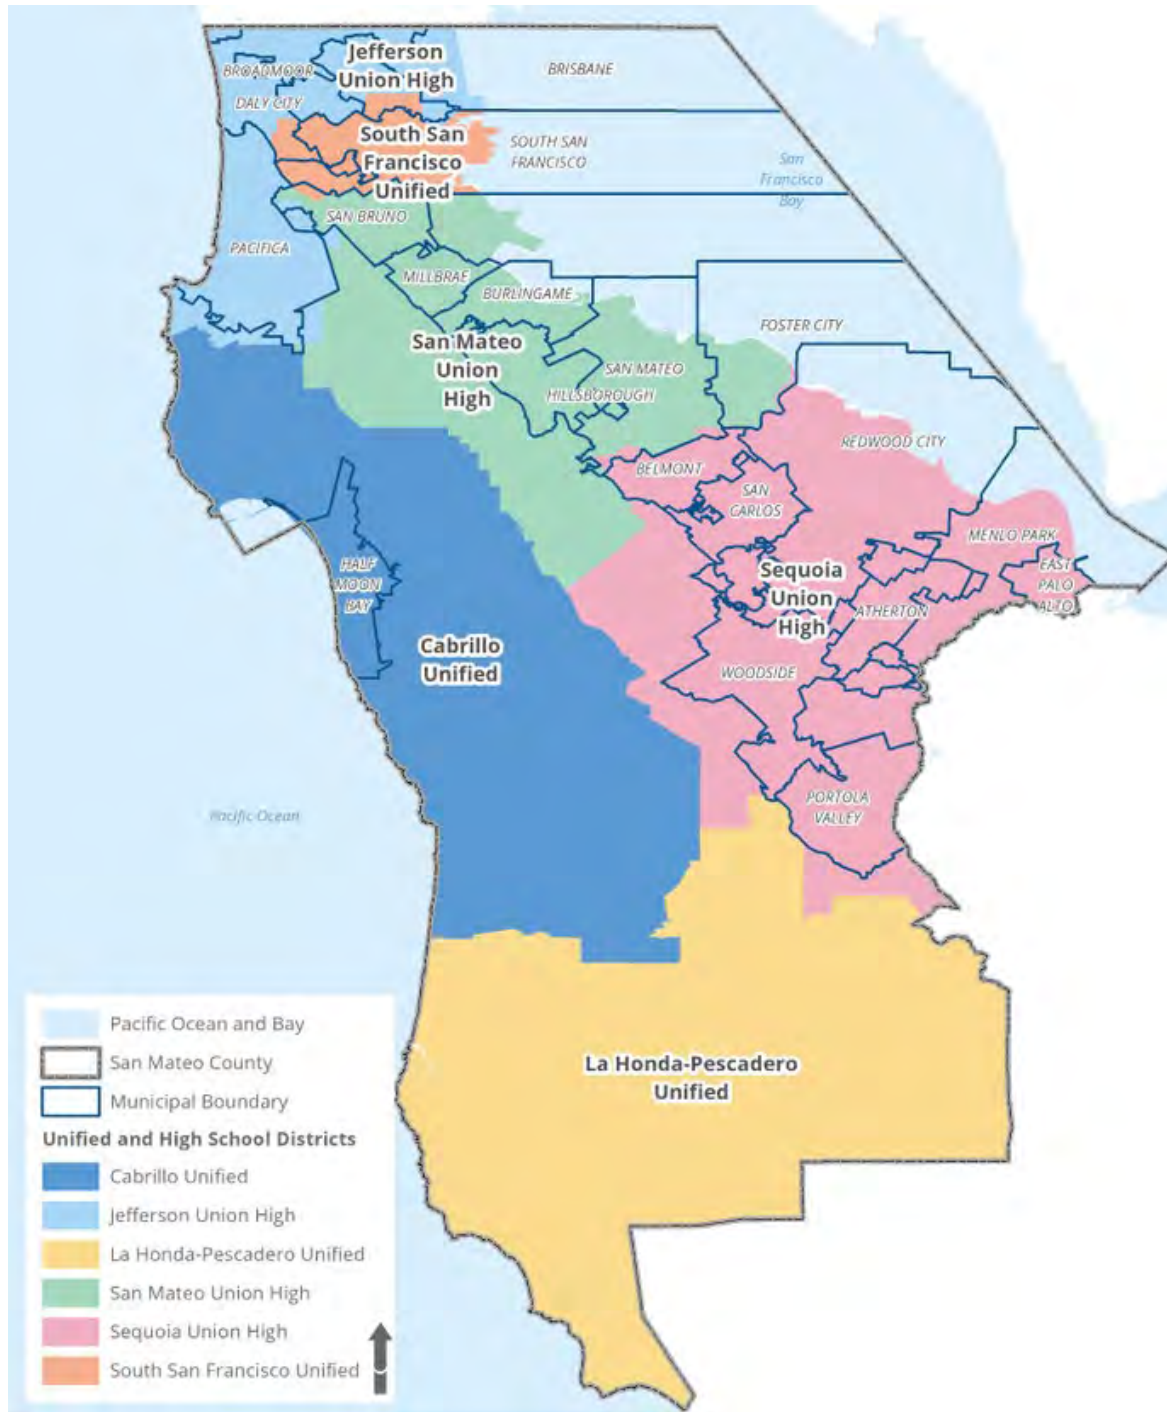 Jefferson
Union High
BROADMOOR
BRISBANE
DALY CITY
South San
Francisco
Unified
SOUTH SAN
FRANCISCO
San
Francisco
Bay
SAN BRUNO
PACIFICA
MILLBRAE
BURLINGAME
FOSTER CITY
San Mateo
Union
High
SAN MATEO
HILLSBOROUGH
REDWOOD CITY
BELMONT
SAN
CARLOS
MENLO PARK
HALF
MOON
BAY
Sequoia
Union
High
EAST
PALO
ALTO
ATHERTON
Cabrillo
Unified
WOODSIDE
Pacific Ocean
PORTOLA
VALLEY
La Honda-Pescadero
Unified
Pacific Ocean and Bay
San Mateo County
Municipal Boundary
Unified and High School Districts
Cabrillo Unified
Jefferson Union High
La Honda-Pescadero Unified
San Mateo Union High
Sequoia Union High
South San Francisco Unified